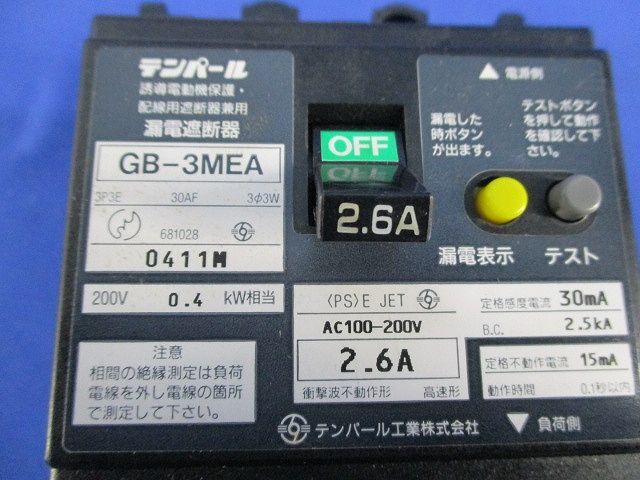 テンパール
誘導電動機保護・
配線用遮断器兼用
漏電遮断器
GB-3MEA
3P3E 30AF 3φ3W
681028
0411M
200V 0.4 kW相当
注意
相間の絶縁測定は負荷
電線を外し電線の箇所
で測定して下さい。
OFF
2.6A
▲ 電源側
漏電した
時ボタン
が出ます。
テストボタン
を押して動作
を確認して下
さい。
漏電表示 テスト
〈PS〉E JET
AC100-200V
2.6A
衝撃波不動作形 高速形
定格感度電流 30mA
B.C. 2.5kA
定格不動作電流 15mA
動作時間 0.1秒以内
テンパール工業株式会社
▼ 負荷側